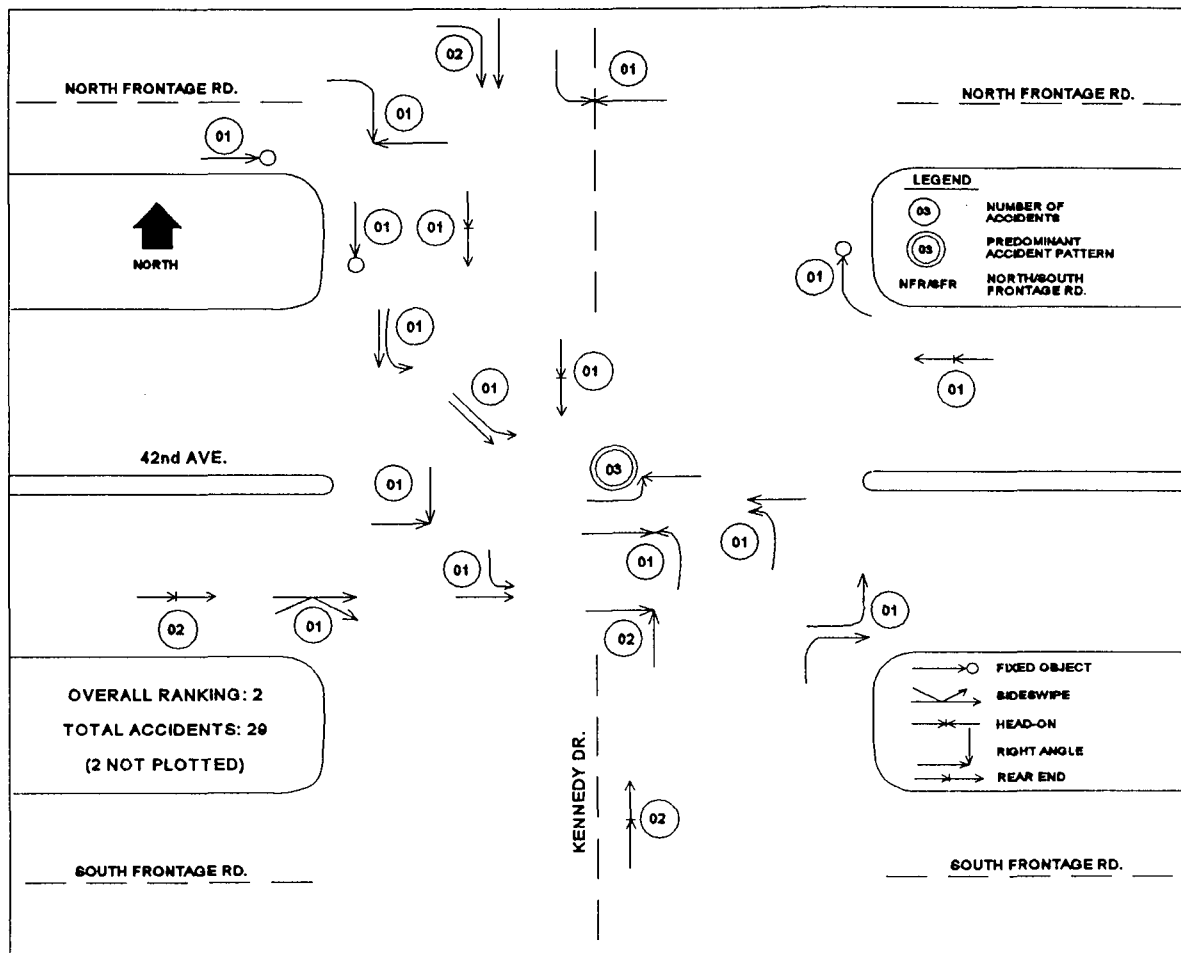 02
01
NORTH FRONTAGE RD.
NORTH FRONTAGE RD.
01
01
LEGEND
03
NUMBER OF
ACCIDENTS
03
PREDOMINANT
ACCIDENT PATTERN
NFR/SFR
NORTH/SOUTH
FRONTAGE RD.
NORTH
01
01
01
01
01
01
01
01
42nd AVE.
03
01
01
01
01
02
01
02
01
OVERALL RANKING: 2
TOTAL ACCIDENTS: 29
(2 NOT PLOTTED)
FIXED OBJECT
SIDESWIPE
HEAD-ON
RIGHT ANGLE
REAR END
KENNEDY DR.
02
SOUTH FRONTAGE RD.
SOUTH FRONTAGE RD.